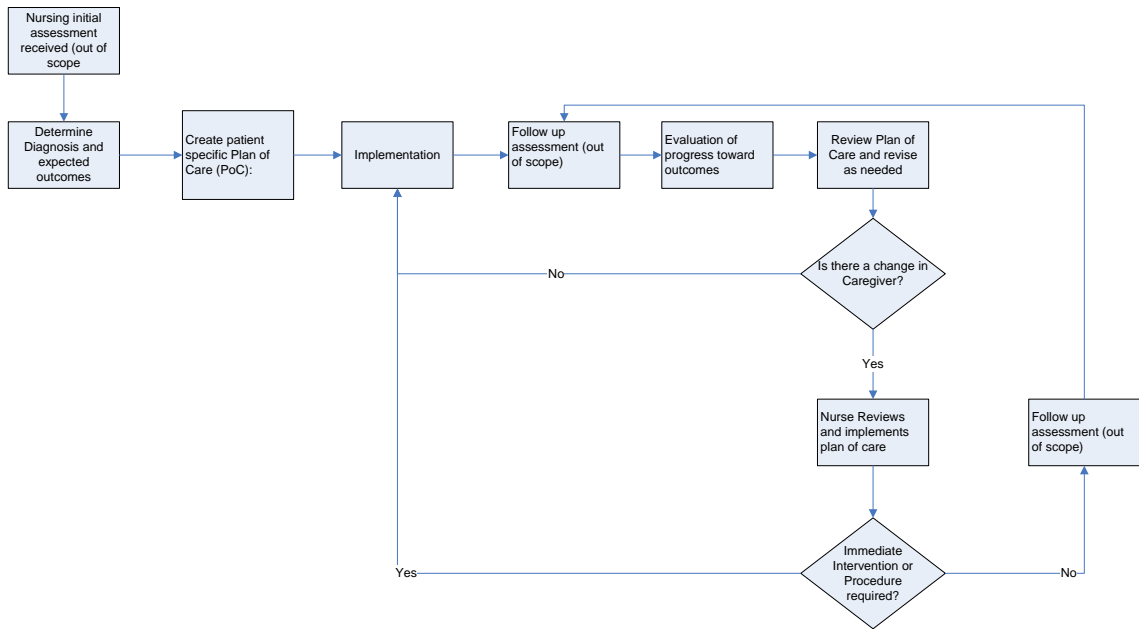 Nursing initial
assessment
received (out of
scope
Determine
Diagnosis and
expected
outcomes
Create patient
specific Plan of
Care (PoC):
Implementation
Follow up
assessment (out
of scope)
Evaluation of
progress toward
outcomes
Review Plan of
Care and revise
as needed
Is there a change in
Caregiver?
No
Yes
Nurse Reviews
and implements
plan of care
Follow up
assessment (out
of scope)
Immediate
Intervention or
Procedure
required?
Yes
No